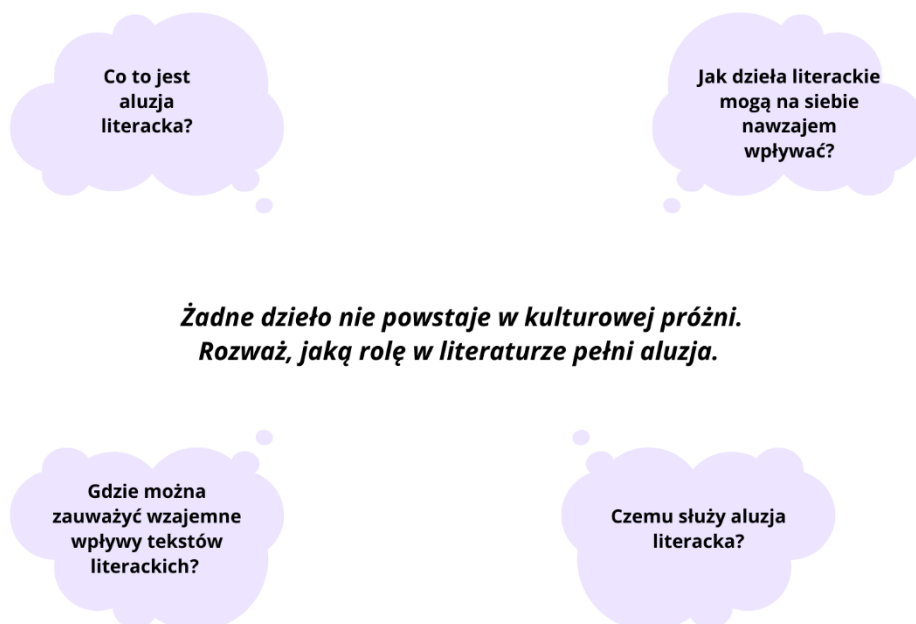 Co to jest
aluzja
literacka?
Jak dzieła literackie
mogą na siebie
nawzajem
wpływać?
Żadne dzieło nie powstaje w kulturowej próżni.
Rozważ, jaką rolę w literaturze pełni aluzja.
Gdzie można
zauważyć wzajemne
wpływy tekstów
literackich?
Czemu służy aluzja
literacka?